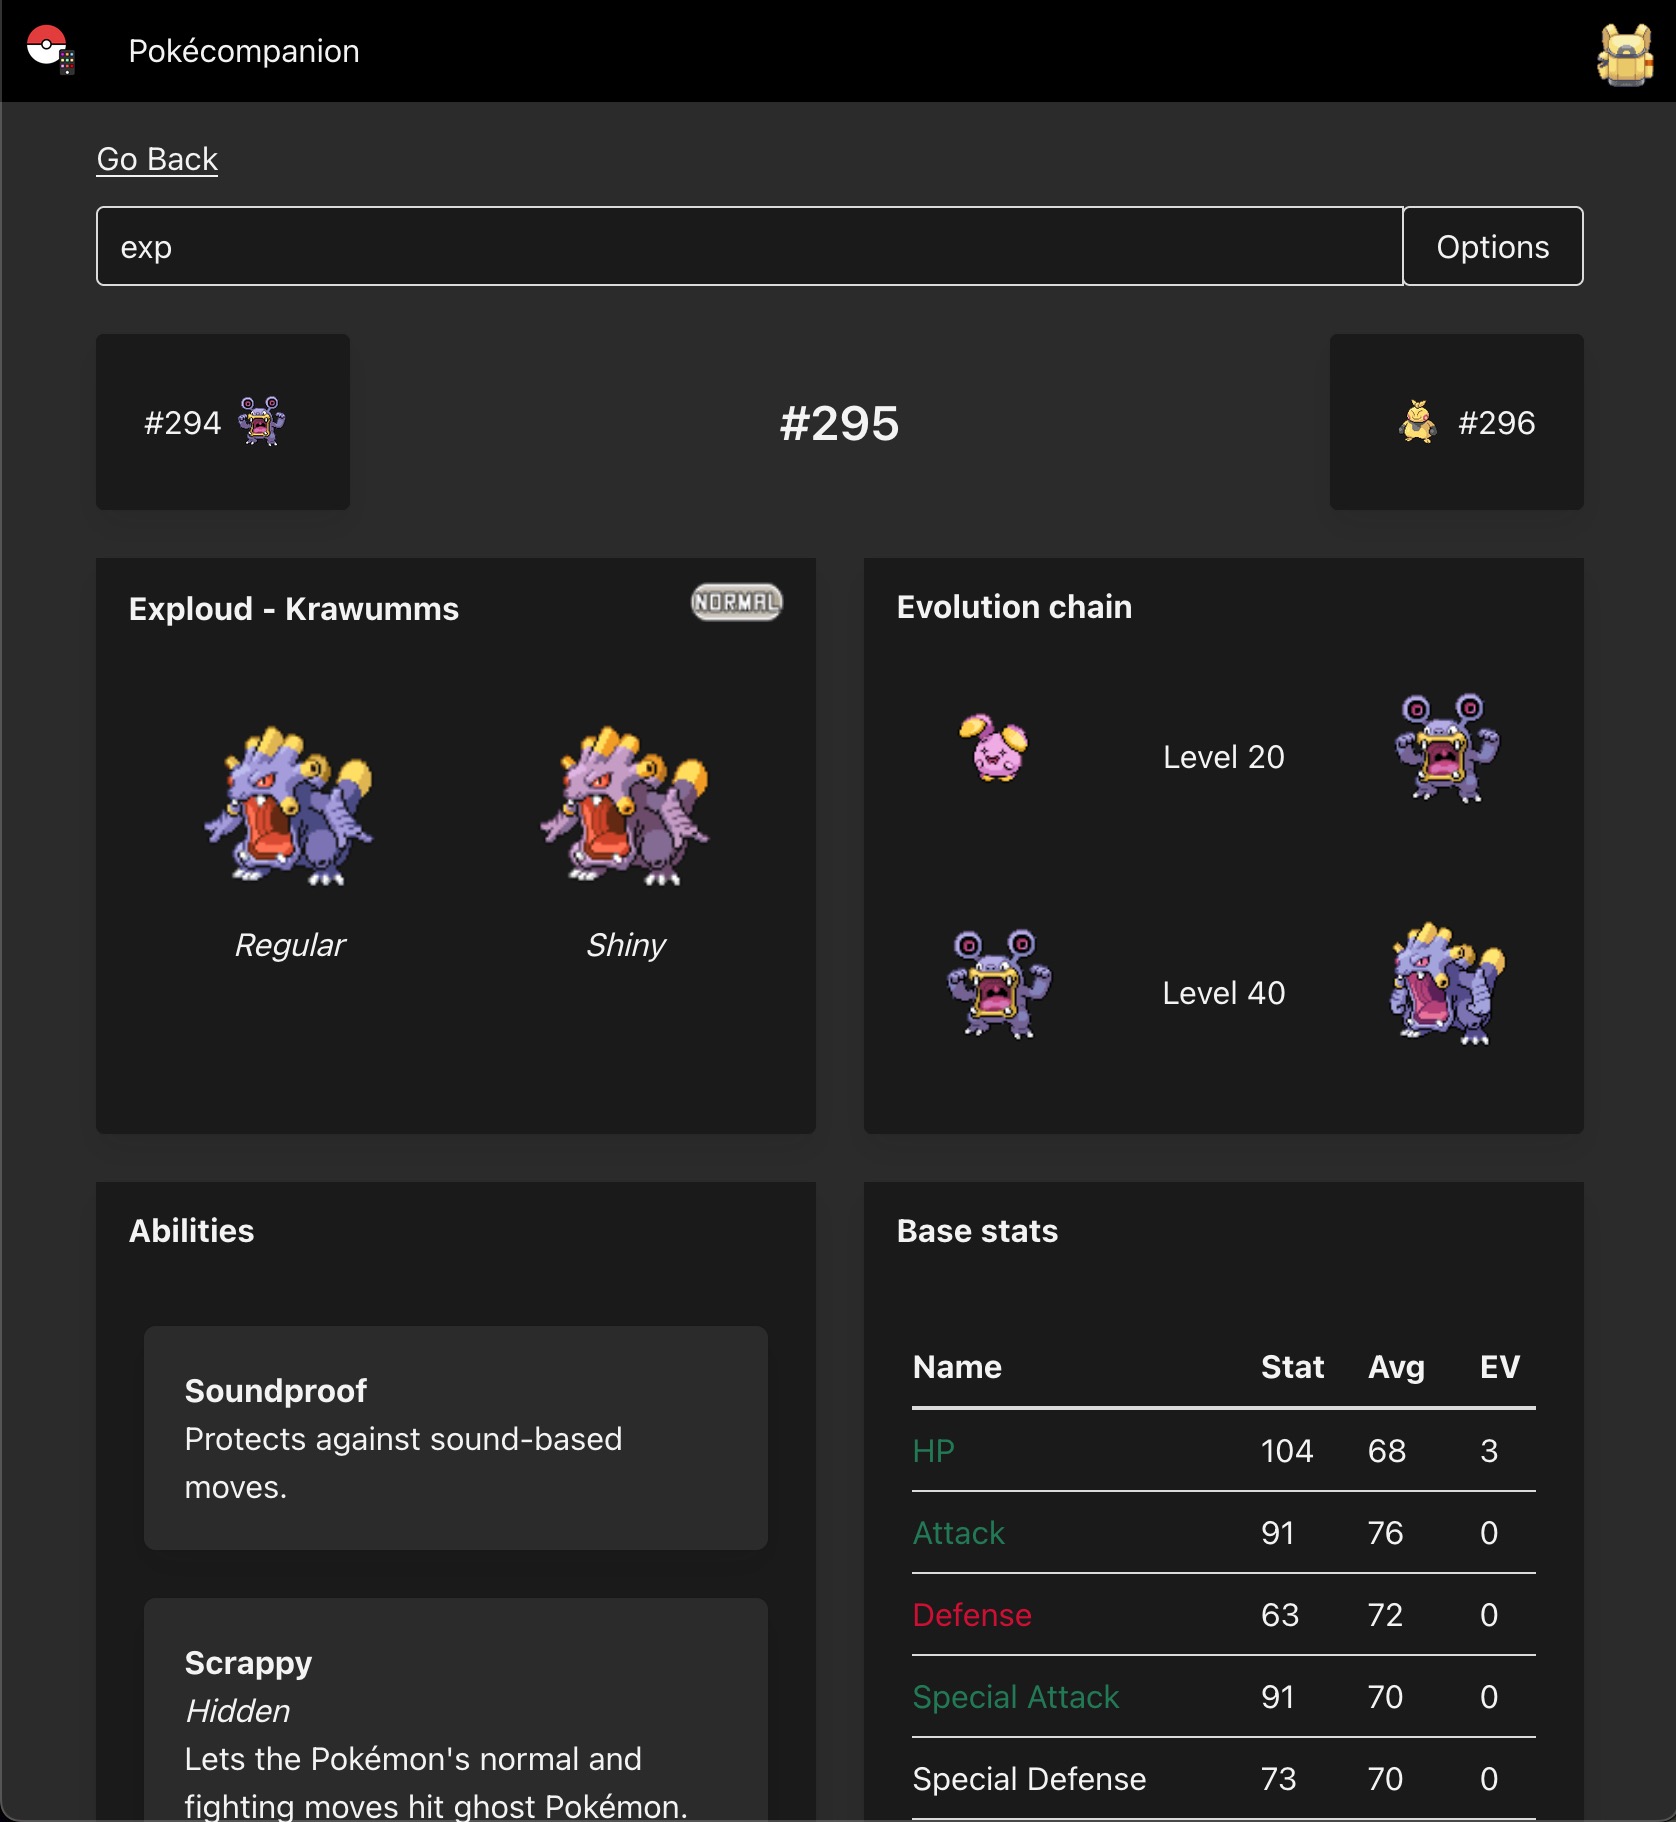 Pokécompanion
Go Back
exp
Options
#294
#295
#296
Exploud - Krawumms
NORMAL
Regular
Shiny
Evolution chain
Level 20
Level 40
Abilities
Soundproof
Protects against sound-based
moves.
Scrappy
Hidden
Lets the Pokémon's normal and
fighting moves hit ghost Pokémon.
Base stats
Name Stat Avg EV
HP 104 68 3
Attack 91 76 0
Defense 63 72 0
Special Attack 91 70 0
Special Defense 73 70 0